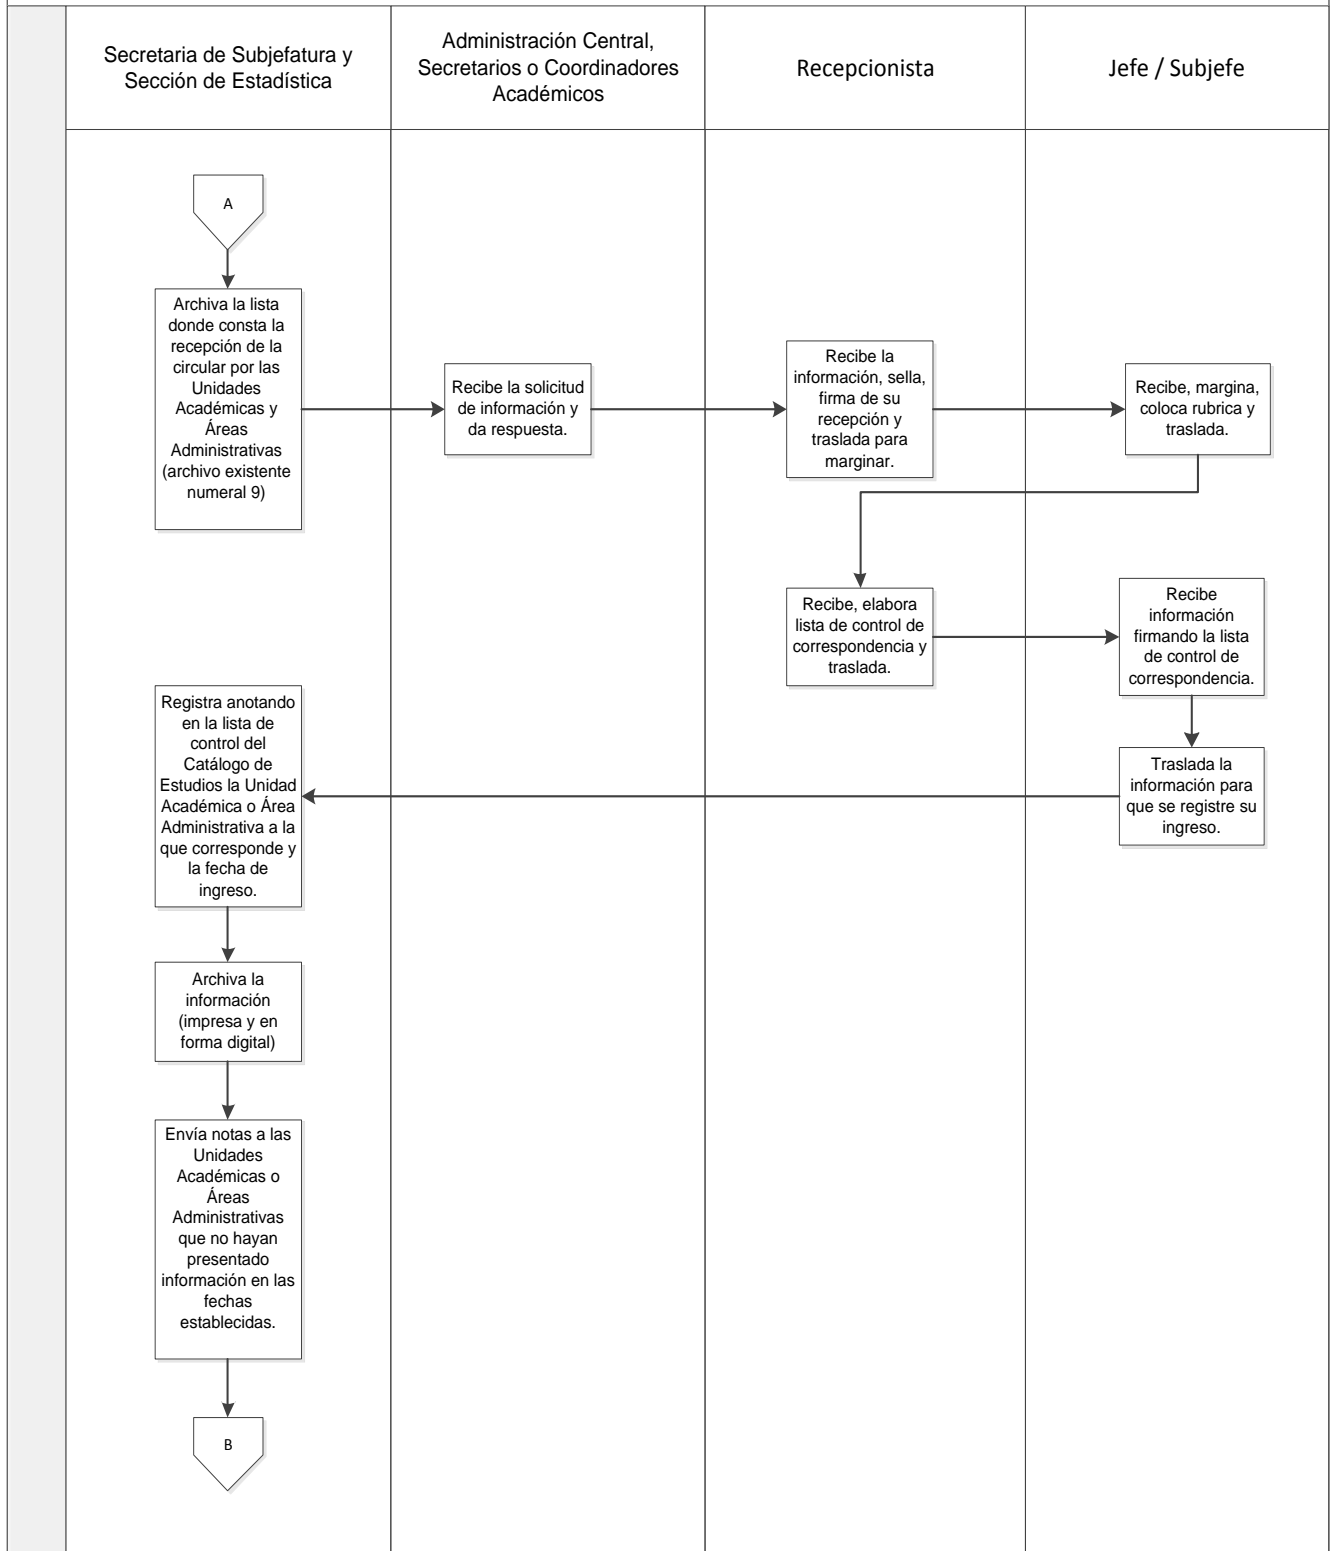 Secretaria de Subjefatura y
Sección de Estadística
Administración Central,
Secretarios o Coordinadores
Académicos
Recepcionista
Jefe / Subjefe
A
Archiva la lista
donde consta la
recepción de la
circular por las
Unidades
Académicas y
Áreas
Administrativas
(archivo existente
numeral 9)
Recibe la solicitud
de información y
da respuesta.
Recibe la
información, sella,
firma de su
recepción y
traslada para
marginar.
Recibe, margina,
coloca rubrica y
traslada.
Recibe, elabora
lista de control de
correspondencia y
traslada.
Recibe
información
firmando la lista
de control de
correspondencia.
Traslada la
información para
que se registre su
ingreso.
Registra anotando
en la lista de
control del
Catálogo de
Estudios la Unidad
Académica o Área
Administrativa a la
que corresponde y
la fecha de
ingreso.
Archiva la
información
(impresa y en
forma digital)
Envía notas a las
Unidades
Académicas o
Áreas
Administrativas
que no hayan
presentado
información en las
fechas
establecidas.
B